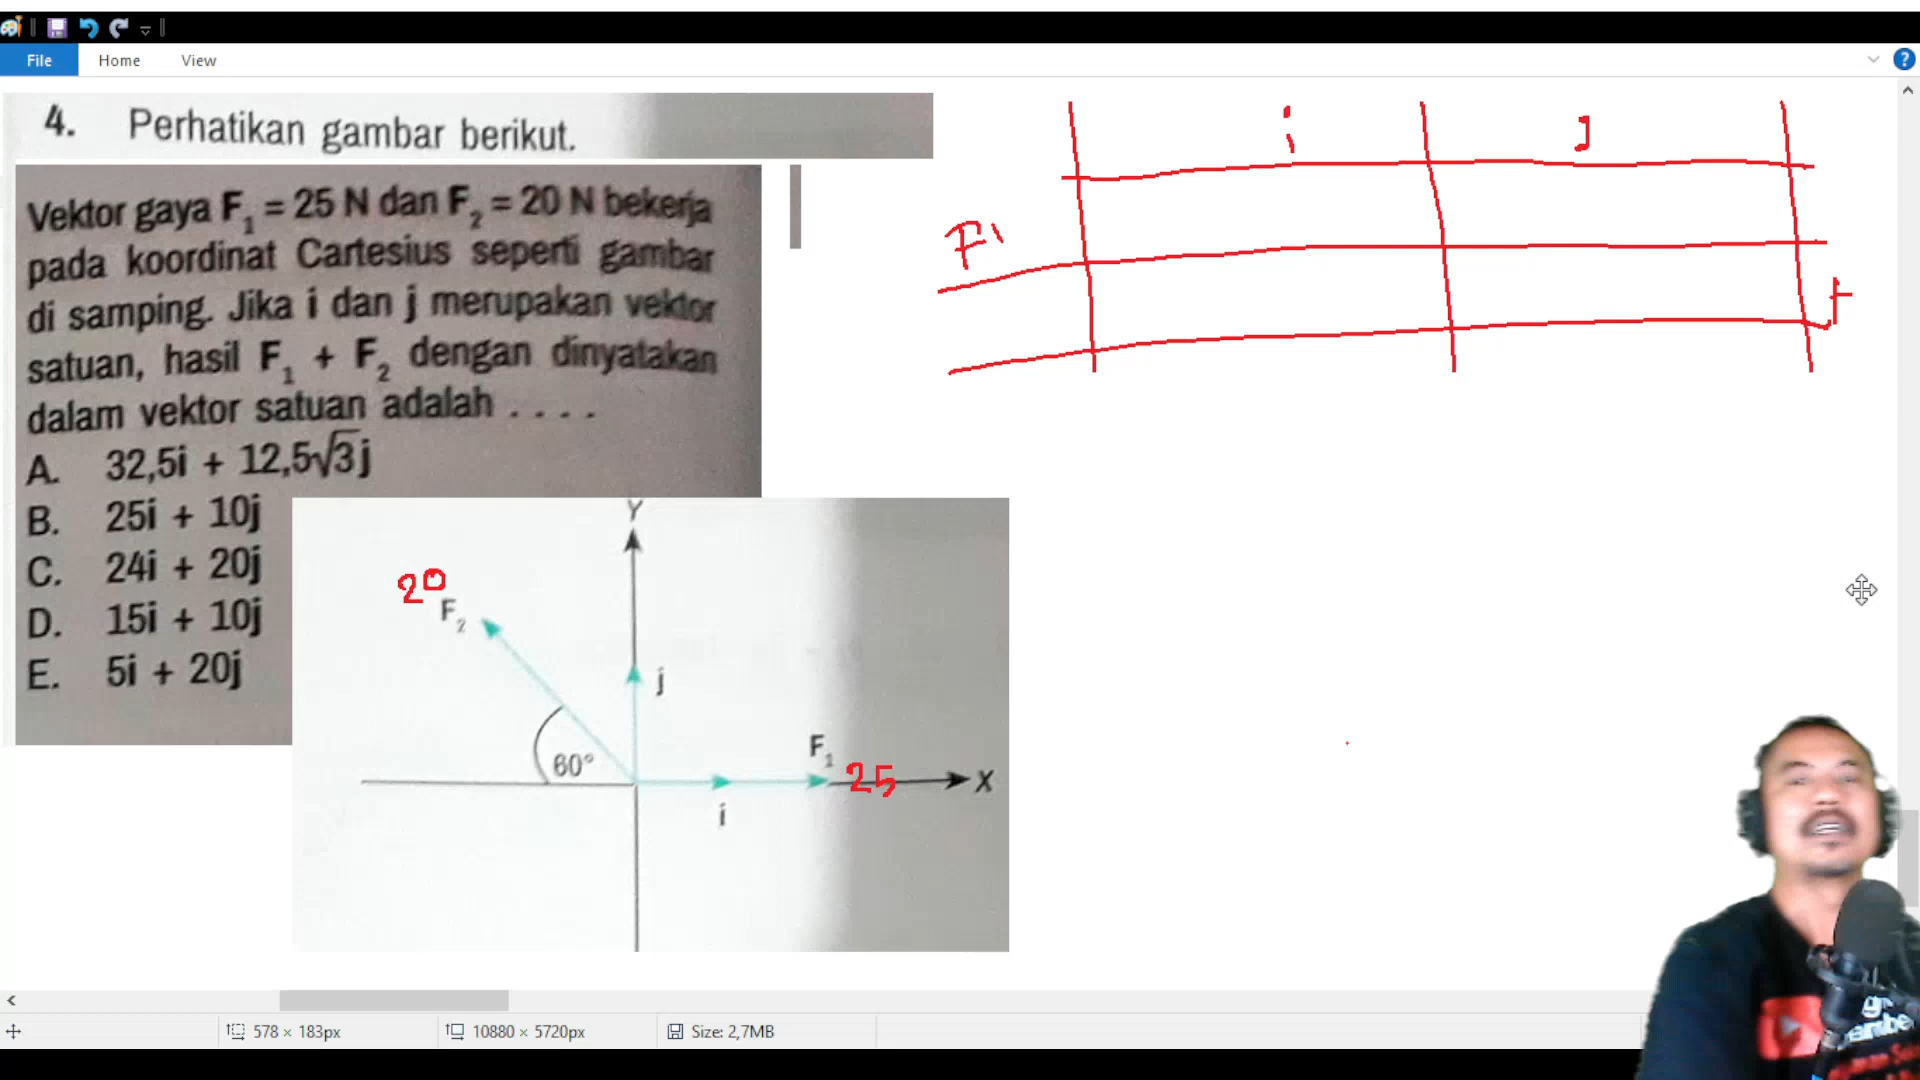 File Home View
4. Perhatikan gambar berikut.
Vektor gaya F₁ = 25 N dan F₂ = 20 N bekerja
pada koordinat Cartesius seperti gambar
di samping. Jika i dan j merupakan vektor
satuan, hasil F₁ + F₂ dengan dinyatakan
dalam vektor satuan adalah . . . .
A. 32,5i + 12,5√3j
B. 25i + 10j
C. 24i + 20j
D. 15i + 10j
E. 5i + 20j
i j
F1
+
Y
20
F₂
j
60°
F₁
25
X
i
578 × 183px 10880 × 5720px Size: 2,7MB